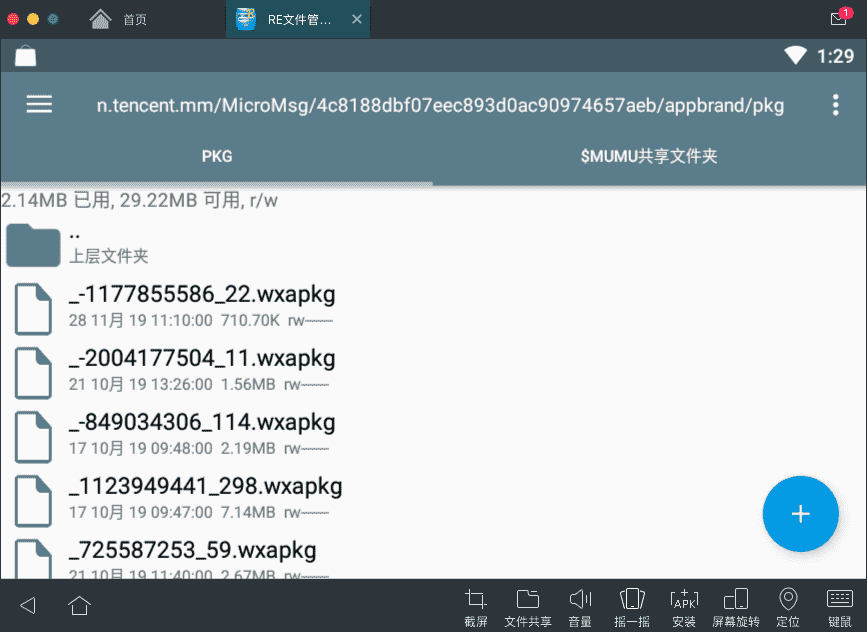 首页
RE文件管...
1
1:29
n.tencent.mm/MicroMsg/4c8188dbf07eec893d0ac90974657aeb/appbrand/pkg
PKG
$MUMU共享文件夹
2.14MB 已用, 29.22MB 可用, r/w
..
上层文件夹
_-1177855586_22.wxapkg
28 11月 19 11:10:00 710.70K rw-------
_-2004177504_11.wxapkg
21 10月 19 13:26:00 1.56MB rw-------
_-849034306_114.wxapkg
17 10月 19 09:48:00 2.19MB rw-------
_1123949441_298.wxapkg
17 10月 19 09:47:00 7.14MB rw-------
_725587253_59.wxapkg
21 10月 19 11:40:00 2.67MB rw-------
APK
截屏 文件共享 音量 摇一摇 安装 屏幕旋转 定位 键鼠